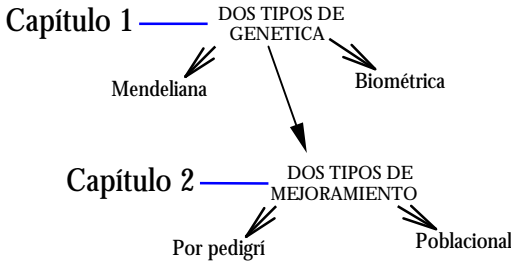 Capítulo 1
DOS TIPOS DE
GENETICA
Mendeliana
Biométrica
Capítulo 2
DOS TIPOS DE
MEJORAMIENTO
Por pedigrí
Poblacional